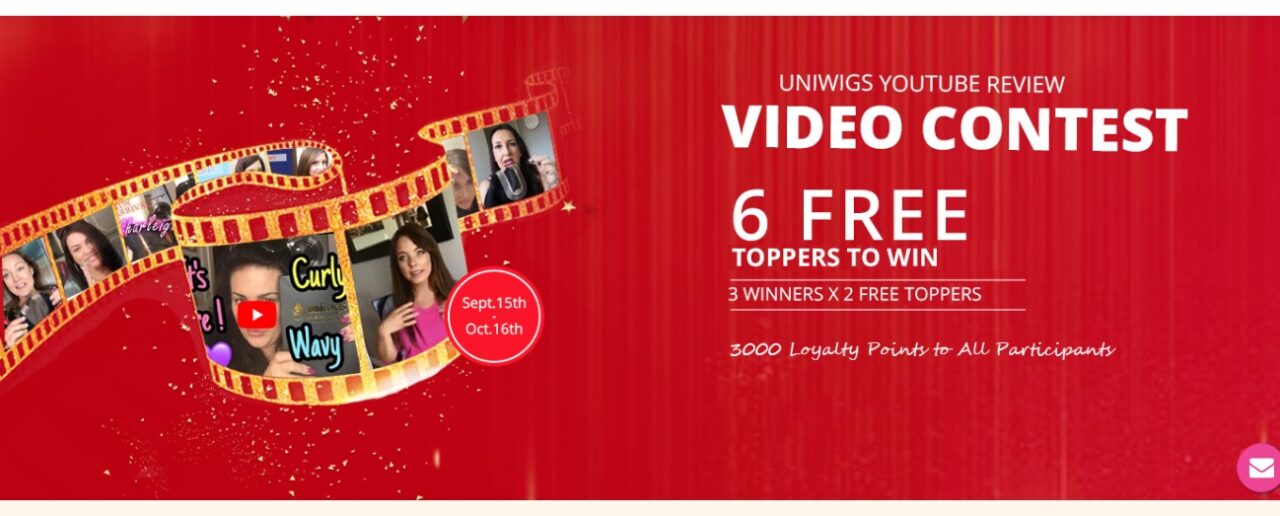 UNIWIGS YOUTUBE REVIEW
VIDEO CONTEST
6 FREE
TOPPERS TO WIN
3 WINNERS X 2 FREE TOPPERS
3000 Loyalty Points to All Participants
Sept.15th
-
Oct.16th
Curly
Wavy